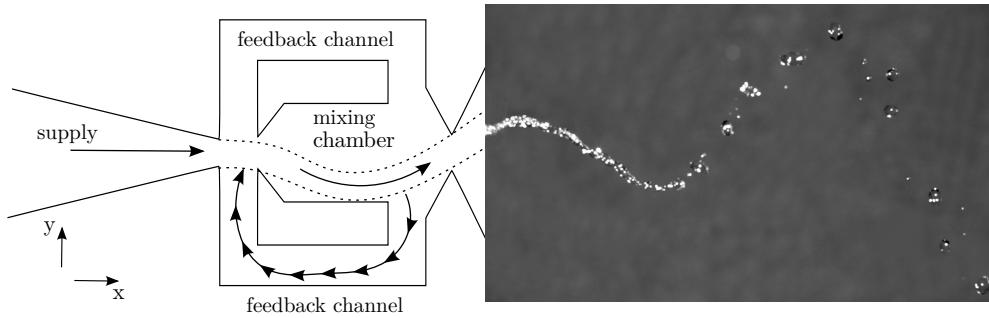 feedback channel
supply
mixing
chamber
y
x
feedback channel